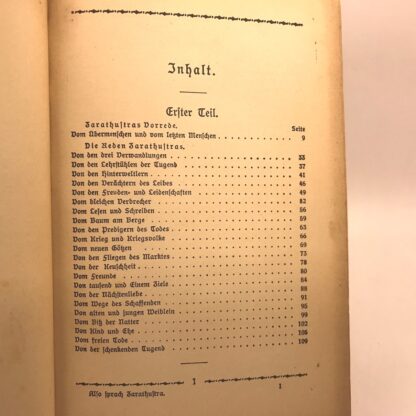 Inhalt.
Erster Teil.
Zarathustras Vorrede. Seite
Vom Übermenschen und vom letzten Menschen 9
Die Reden Zarathustras.
Von den drei Verwandlungen 33
Von den Lehrstühlen der Tugend 37
Von den Hinterweltlern 41
Von den Verächtern des Leibes 46
Von den Freuden- und Leidenschaften 49
Vom bleichen Verbrecher
Vom Lesen und Schreiben 56
Vom Baum am Berge 59
Von den Predigern des Todes 63
Vom Krieg und Kriegsvolke 66
Vom neuen Götzen 69
Von den Fliegen des Marktes 73
Von der Keuschheit 78
Vom Freunde 80
Von tausend und Einem Ziele 84
Von der Nächstenliebe 88
Vom Wege des Schaffenden 91
Von alten und jungen Weiblein 95
Vom Biß der Natter 99
Von Kind und Ehe 102
Vom freien Tode
Von der schenkenden Tugend 109
1
Also sprach Zarathustra. 1